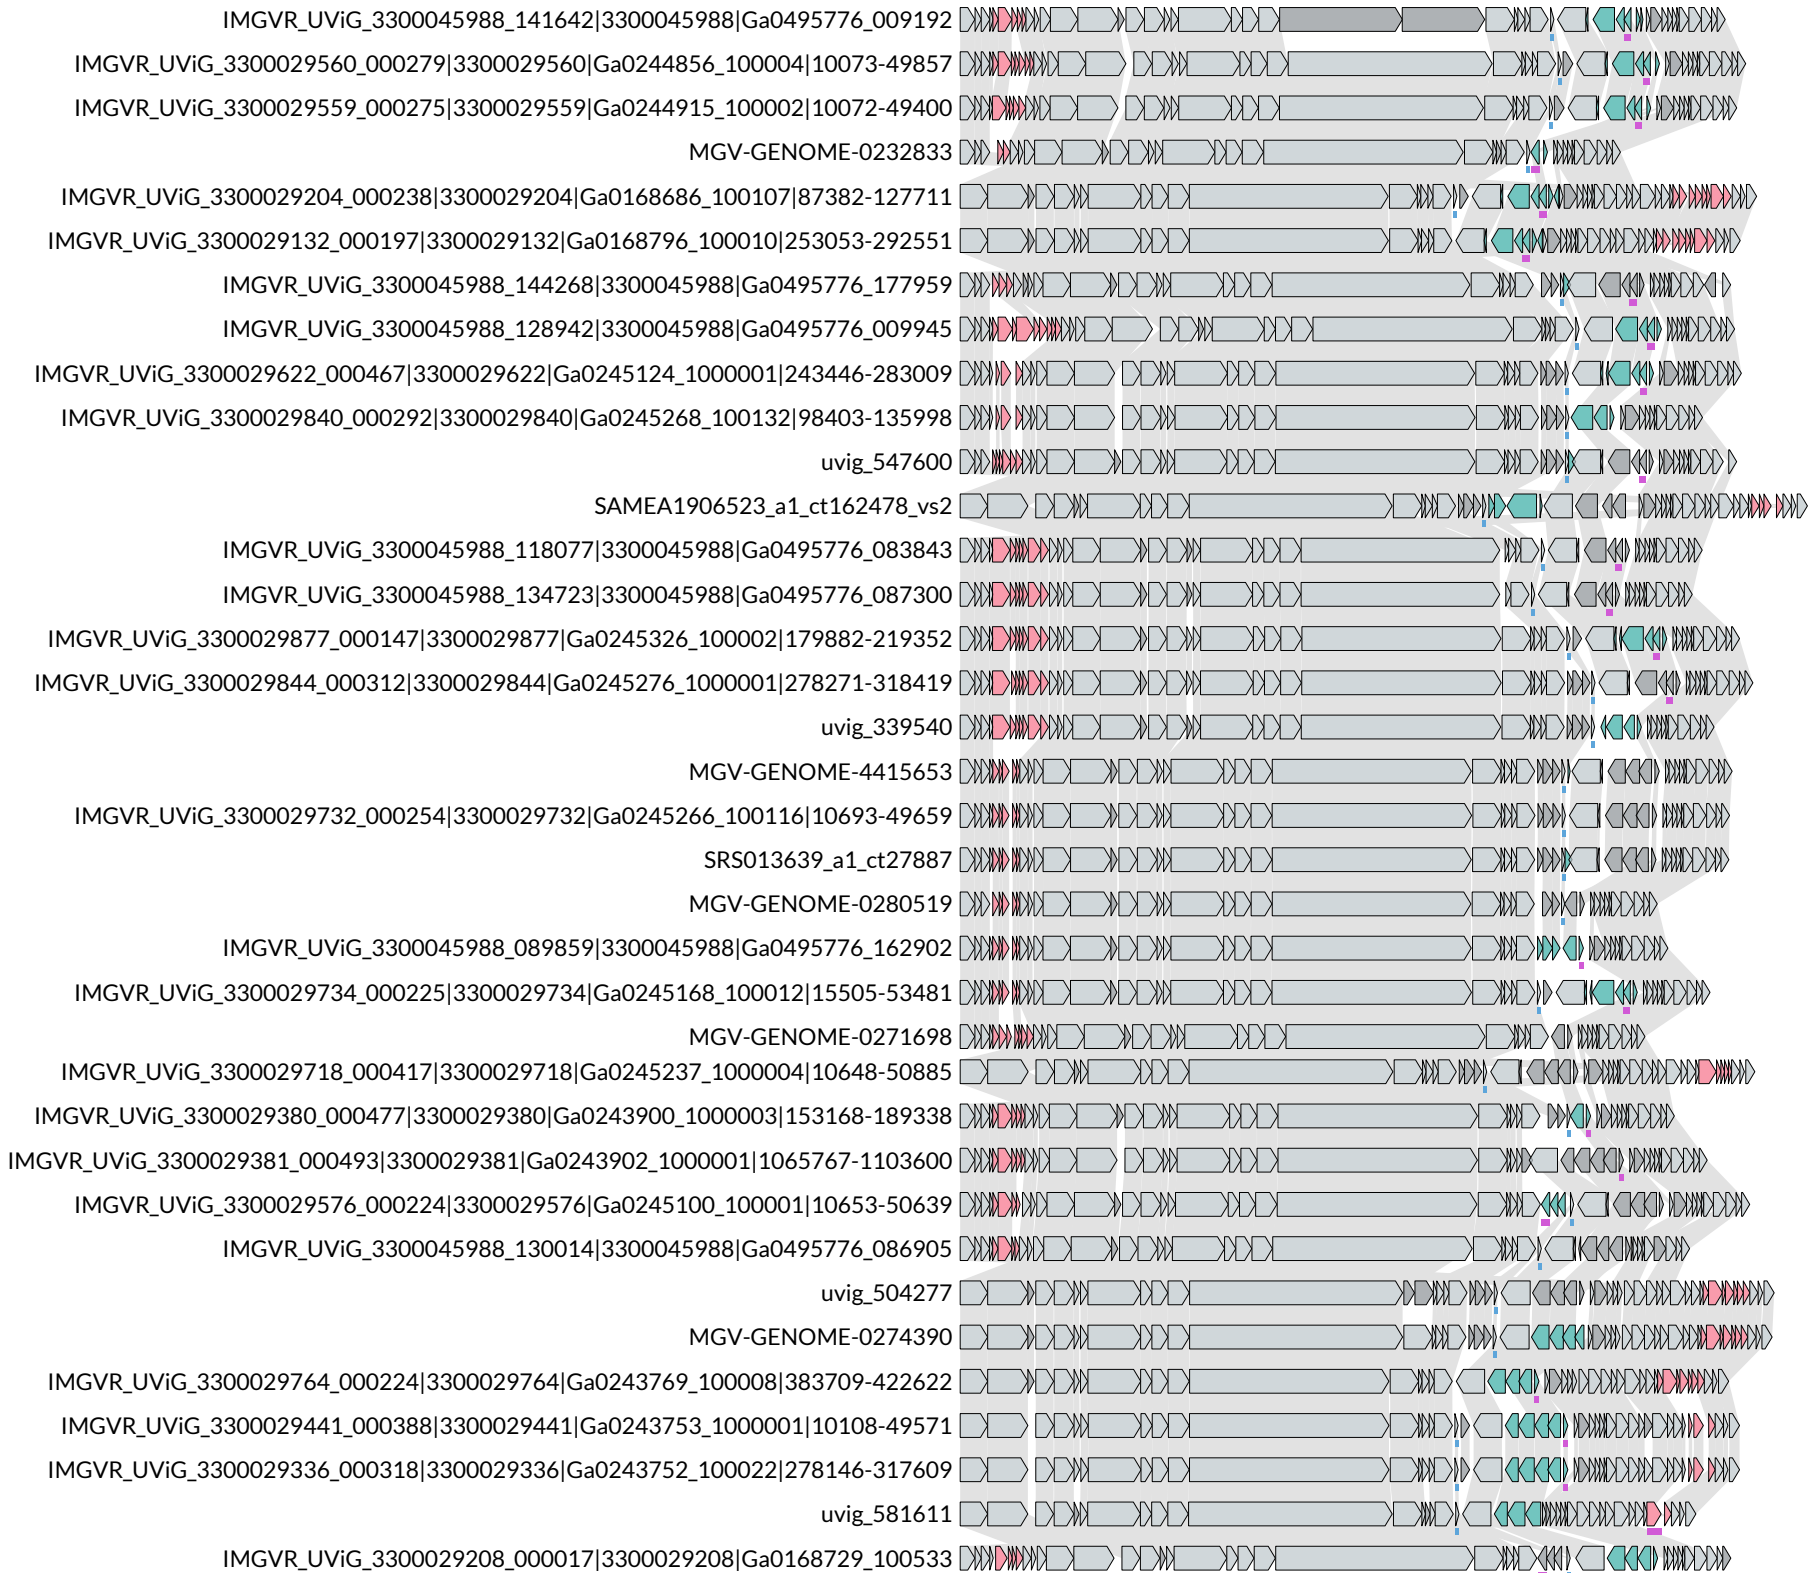 IMGVR_UViG_3300045988_141642|3300045988|Ga0495776_009192
IMGVR_UViG_3300029560_000279|3300029560|Ga0244856_100004|10073-49857
IMGVR_UViG_3300029559_000275|3300029559|Ga0244915_100002|10072-49400
MGV-GENOME-0232833
IMGVR_UViG_3300029204_000238|3300029204|Ga0168686_100107|87382-127711
IMGVR_UViG_3300029132_000197|3300029132|Ga0168796_100010|253053-292551
IMGVR_UViG_3300045988_144268|3300045988|Ga0495776_177959
IMGVR_UViG_3300045988_128942|3300045988|Ga0495776_009945
IMGVR_UViG_3300029622_000467|3300029622|Ga0245124_1000001|243446-283009
IMGVR_UViG_3300029840_000292|3300029840|Ga0245268_100132|98403-135998
uvig_547600
SAMEA1906523_a1_ct162478_vs2
IMGVR_UViG_3300045988_118077|3300045988|Ga0495776_083843
IMGVR_UViG_3300045988_134723|3300045988|Ga0495776_087300
IMGVR_UViG_3300029877_000147|3300029877|Ga0245326_100002|179882-219352
IMGVR_UViG_3300029844_000312|3300029844|Ga0245276_1000001|278271-318419
uvig_339540
MGV-GENOME-4415653
IMGVR_UViG_3300029732_000254|3300029732|Ga0245266_100116|10693-49659
SRS013639_a1_ct27887
MGV-GENOME-0280519
IMGVR_UViG_3300045988_089859|3300045988|Ga0495776_162902
IMGVR_UViG_3300029734_000225|3300029734|Ga0245168_100012|15505-53481
MGV-GENOME-0271698
IMGVR_UViG_3300029718_000417|3300029718|Ga0245237_1000004|10648-50885
IMGVR_UViG_3300029380_000477|3300029380|Ga0243900_1000003|153168-189338
IMGVR_UViG_3300029381_000493|3300029381|Ga0243902_1000001|1065767-1103600
IMGVR_UViG_3300029576_000224|3300029576|Ga0245100_100001|10653-50639
IMGVR_UViG_3300045988_130014|3300045988|Ga0495776_086905
uvig_504277
MGV-GENOME-0274390
IMGVR_UViG_3300029764_000224|3300029764|Ga0243769_100008|383709-422622
IMGVR_UViG_3300029441_000388|3300029441|Ga0243753_1000001|10108-49571
IMGVR_UViG_3300029336_000318|3300029336|Ga0243752_100022|278146-317609
uvig_581611
IMGVR_UViG_3300029208_000017|3300029208|Ga0168729_100533